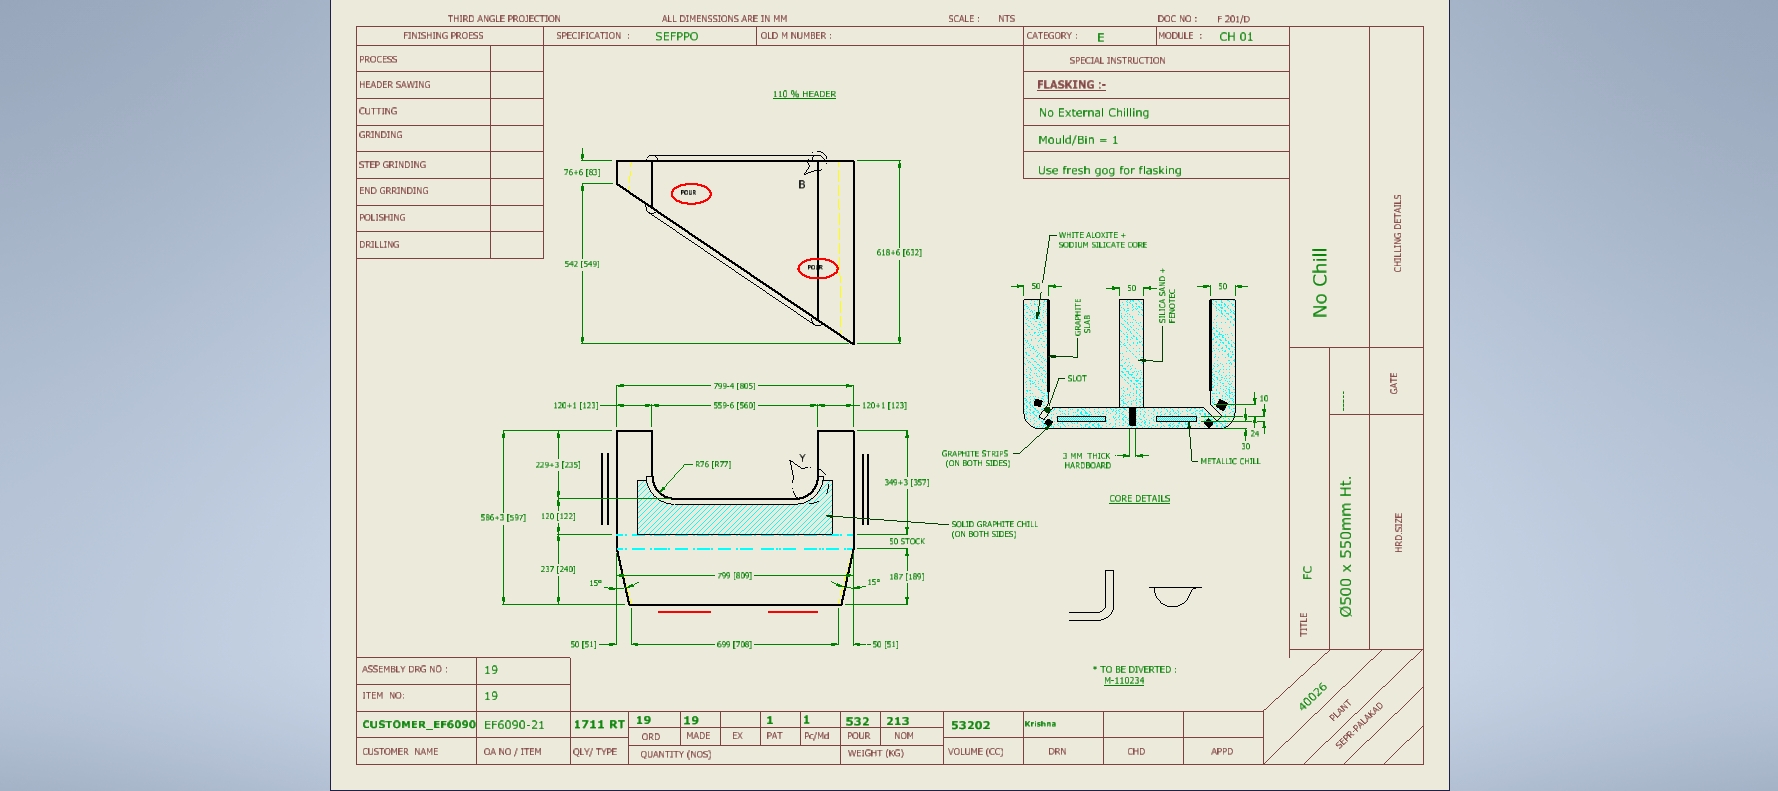 THIRD ANGLE PROJECTION
ALL DIMENSSIONS ARE IN MM
SCALE : NTS
DOC NO : F 201/D
FINISHING PROESS
SPECIFICATION : SEFPPO
OLD M NUMBER :
CATEGORY : E
MODULE : CH 01
PROCESS
HEADER SAWING
CUTTING
GRINDING
STEP GRINDING
END GRRINDING
POLISHING
DRILLING
SPECIAL INSTRUCTION
FLASKING :-
No External Chilling
Mould/Bin = 1
Use fresh gog for flasking
110 % HEADER
76+6 [83]
B
POUR
POUR
542 [549]
618+6 [632]
WHITE ALOXITE +
SODIUM SILICATE CORE
50
50
50
GRAPHITE
SLAB
SILICA SAND +
FENOTEC
SLOT
10
24
30
GRAPHITE STRIPS
(ON BOTH SIDES)
3 MM THICK
HARDBOARD
METALLIC CHILL
CORE DETAILS
799-4 [805]
120+1 [123]
559-6 [560]
120+1 [123]
229+3 [235]
R76 [R77]
Y
349+3 [357]
586+3 [597]
120 [122]
SOLID GRAPHITE CHILL
(ON BOTH SIDES)
50 STOCK
237 [240]
799 [809]
187 [189]
15°
15°
50 [51]
699 [708]
50 [51]
* TO BE DIVERTED :
M-110234
No Chill
CHILLING DETAILS
GATE
-----
TITLE FC
Ø500 x 550mm Ht.
HRD.SIZE
40026
PLANT
SEPR-PALAKAD
ASSEMBLY DRG NO : 19
ITEM NO: 19
CUSTOMER_EF6090 EF6090-21 1711 RT
19 19 1 1 532 213
53202
Krishna
ORD MADE EX PAT Pc/Md POUR NOM
CUSTOMER NAME
OA NO / ITEM
QLY/ TYPE
QUANTITY (NOS)
WEIGHT (KG)
VOLUME (CC)
DRN
CHD
APPD